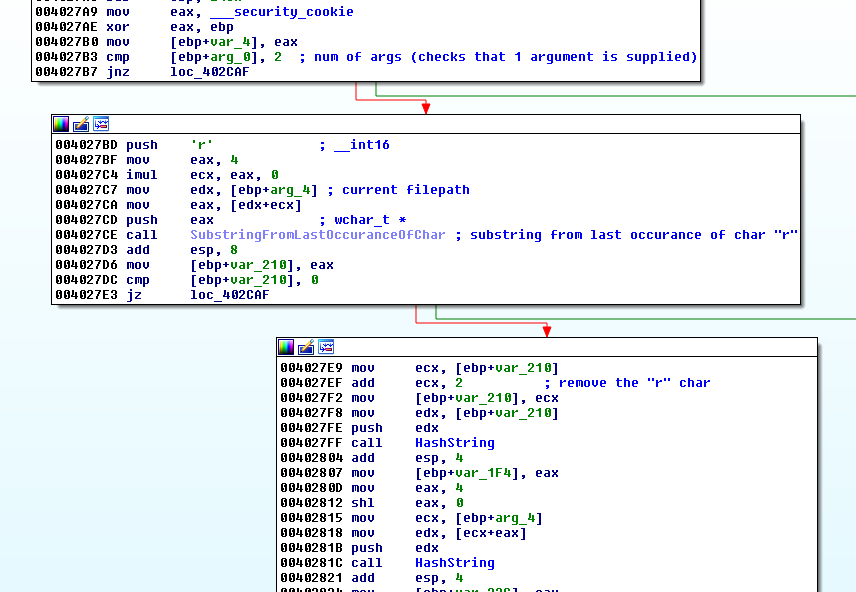 004027A9 mov     eax, ___security_cookie
004027AE xor     eax, ebp
004027B0 mov     [ebp+var_4], eax
004027B3 cmp     [ebp+arg_0], 2  ; num of args (checks that 1 argument is supplied)
004027B7 jnz     loc_402CAF
004027BD push    'r'             ; __int16
004027BF mov     eax, 4
004027C4 imul    ecx, eax, 0
004027C7 mov     edx, [ebp+arg_4] ; current filepath
004027CA mov     eax, [edx+ecx]
004027CD push    eax             ; wchar_t *
004027CE call    SubstringFromLastOccuranceOfChar ; substring from last occurance of char "r"
004027D3 add     esp, 8
004027D6 mov     [ebp+var_210], eax
004027DC cmp     [ebp+var_210], 0
004027E3 jz      loc_402CAF
004027E9 mov     ecx, [ebp+var_210]
004027EF add     ecx, 2          ; remove the "r" char
004027F2 mov     [ebp+var_210], ecx
004027F8 mov     edx, [ebp+var_210]
004027FE push    edx
004027FF call    HashString
00402804 add     esp, 4
00402807 mov     [ebp+var_1F4], eax
0040280D mov     eax, 4
00402812 shl     eax, 0
00402815 mov     ecx, [ebp+arg_4]
00402818 mov     edx, [ecx+eax]
0040281B push    edx
0040281C call    HashString
00402821 add     esp, 4